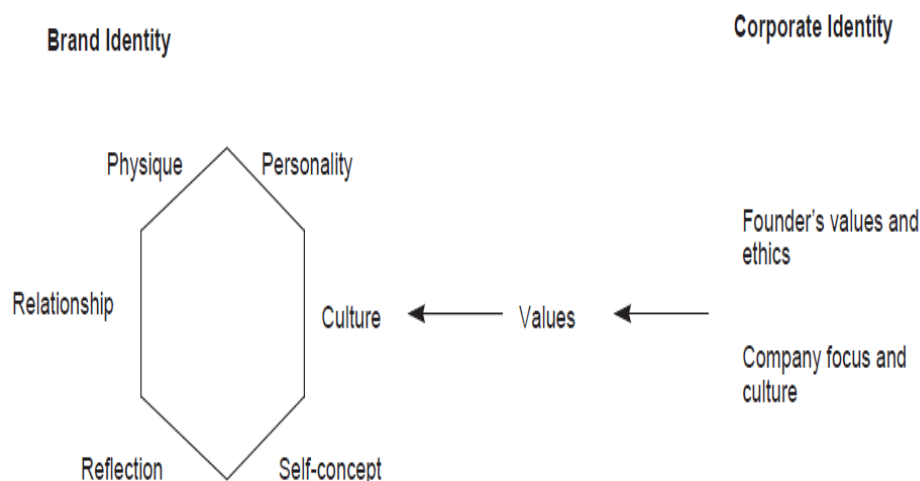 Brand Identity
Corporate Identity
Physique
Personality
Founder's values and
ethics
Relationship
Culture
Values
Company focus and
culture
Reflection
Self-concept